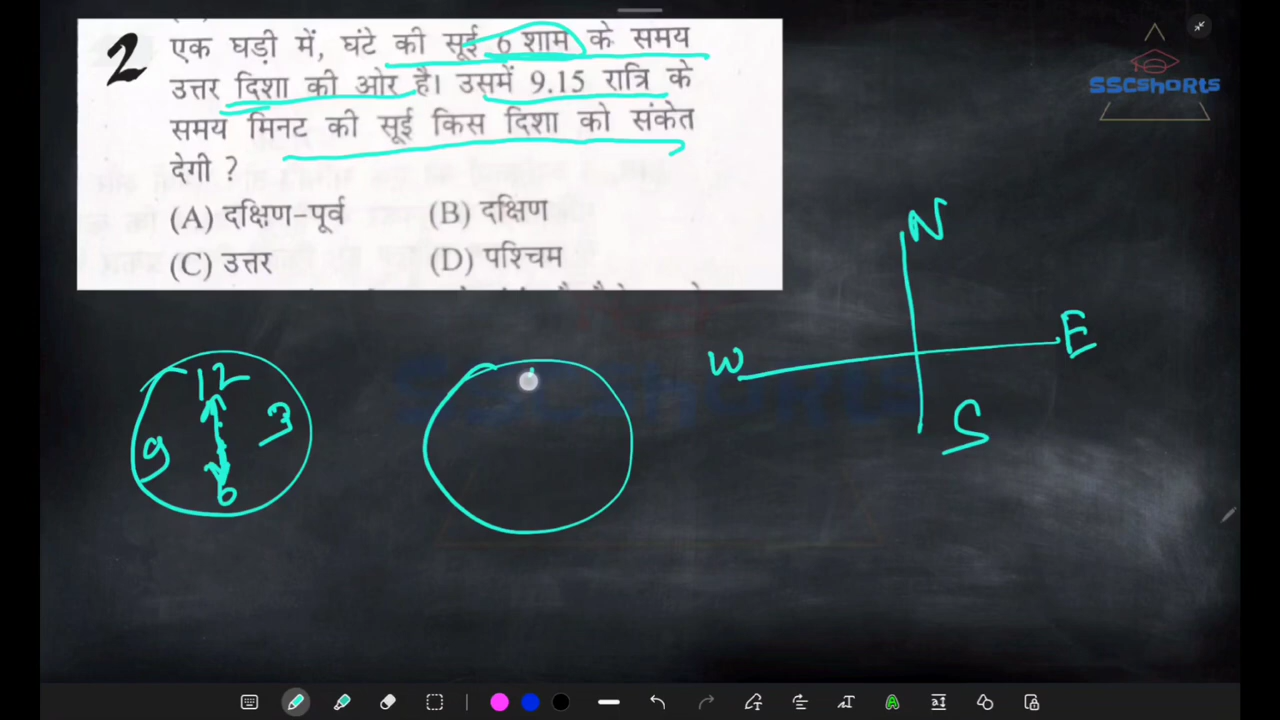 2
एक घड़ी में, घंटे की सूई 6 शाम के समय
उत्तर दिशा की ओर है। उसमें 9.15 रात्रि के
समय मिनट की सूई किस दिशा को संकेत
देगी ?
(A) दक्षिण-पूर्व (B) दक्षिण
(C) उत्तर (D) पश्चिम
SSCshoRts
N
W E
S
12
9 3
6
SSCshoRts